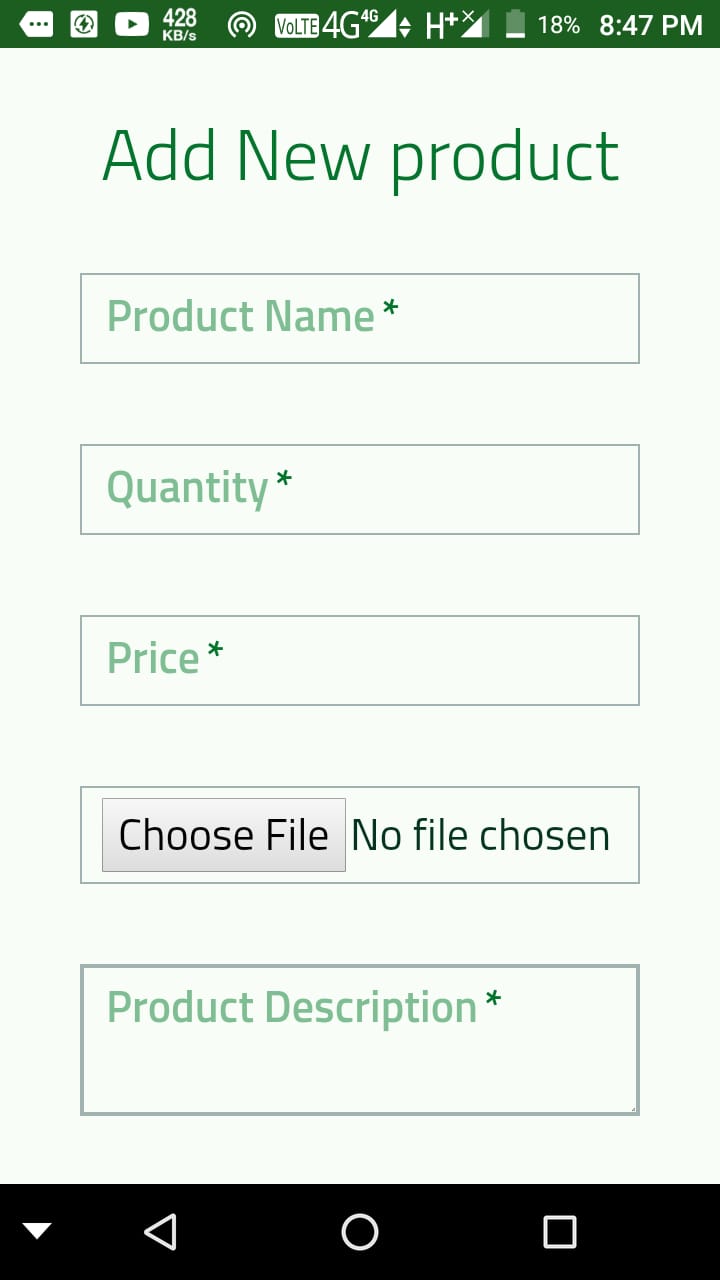 428 KB/s VoLTE 4G 4G H+ 18% 8:47 PM
Add New product
Product Name *
Quantity *
Price *
Choose File No file chosen
Product Description *